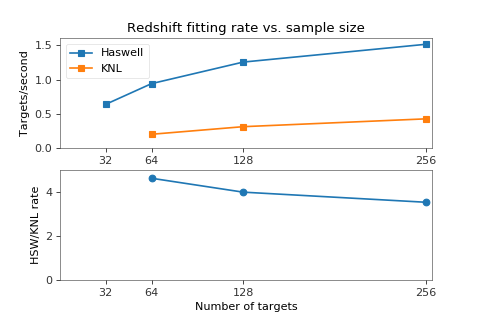 Redshift fitting rate vs. sample size
Targets/second
1.5
1.0
0.5
0.0
Haswell
KNL
32 64 128 256
HSW/KNL rate
4
2
0
32 64 128 256
Number of targets